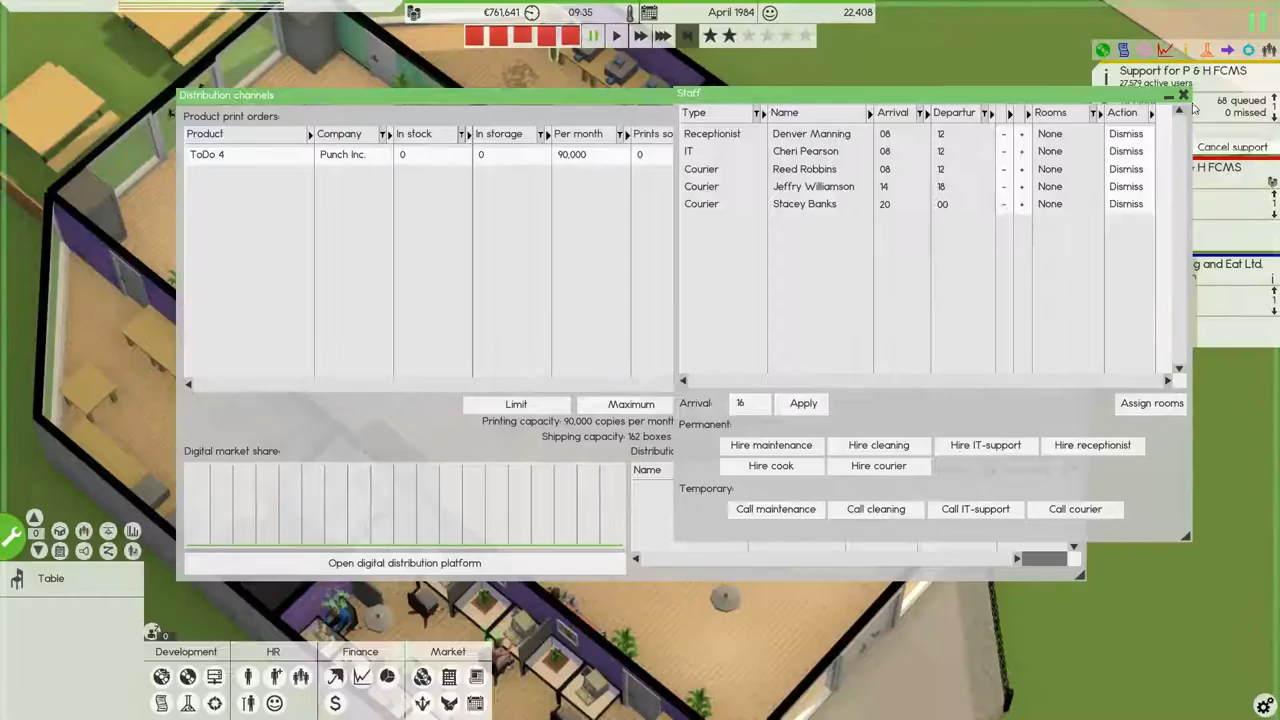 €761,641 09:35 April 1984 22,408
Support for P & H FCMS
27,579 active users
68 queued
0 missed
Cancel support
H FCMS
g and Eat Ltd.
Distribution channels
Product print orders:
Product Company In stock In storage Per month Prints so
ToDo 4 Punch Inc. 0 0 90,000 0
Limit Maximum
Printing capacity: 90,000 copies per mont
Shipping capacity: 162 boxes
Digital market share: Distributi
Name
Open digital distribution platform
Staff
Type Name Arrival Departur Rooms Action
Receptionist Denver Manning 08 12 - + None Dismiss
IT Cheri Pearson 08 12 - + None Dismiss
Courier Reed Robbins 08 12 - + None Dismiss
Courier Jeffry Williamson 14 18 - + None Dismiss
Courier Stacey Banks 20 00 - + None Dismiss
Arrival: 16 Apply Assign rooms
Permanent:
Hire maintenance Hire cleaning Hire IT-support Hire receptionist
Hire cook Hire courier
Temporary:
Call maintenance Call cleaning Call IT-support Call courier
0
Table
0
Development HR Finance Market